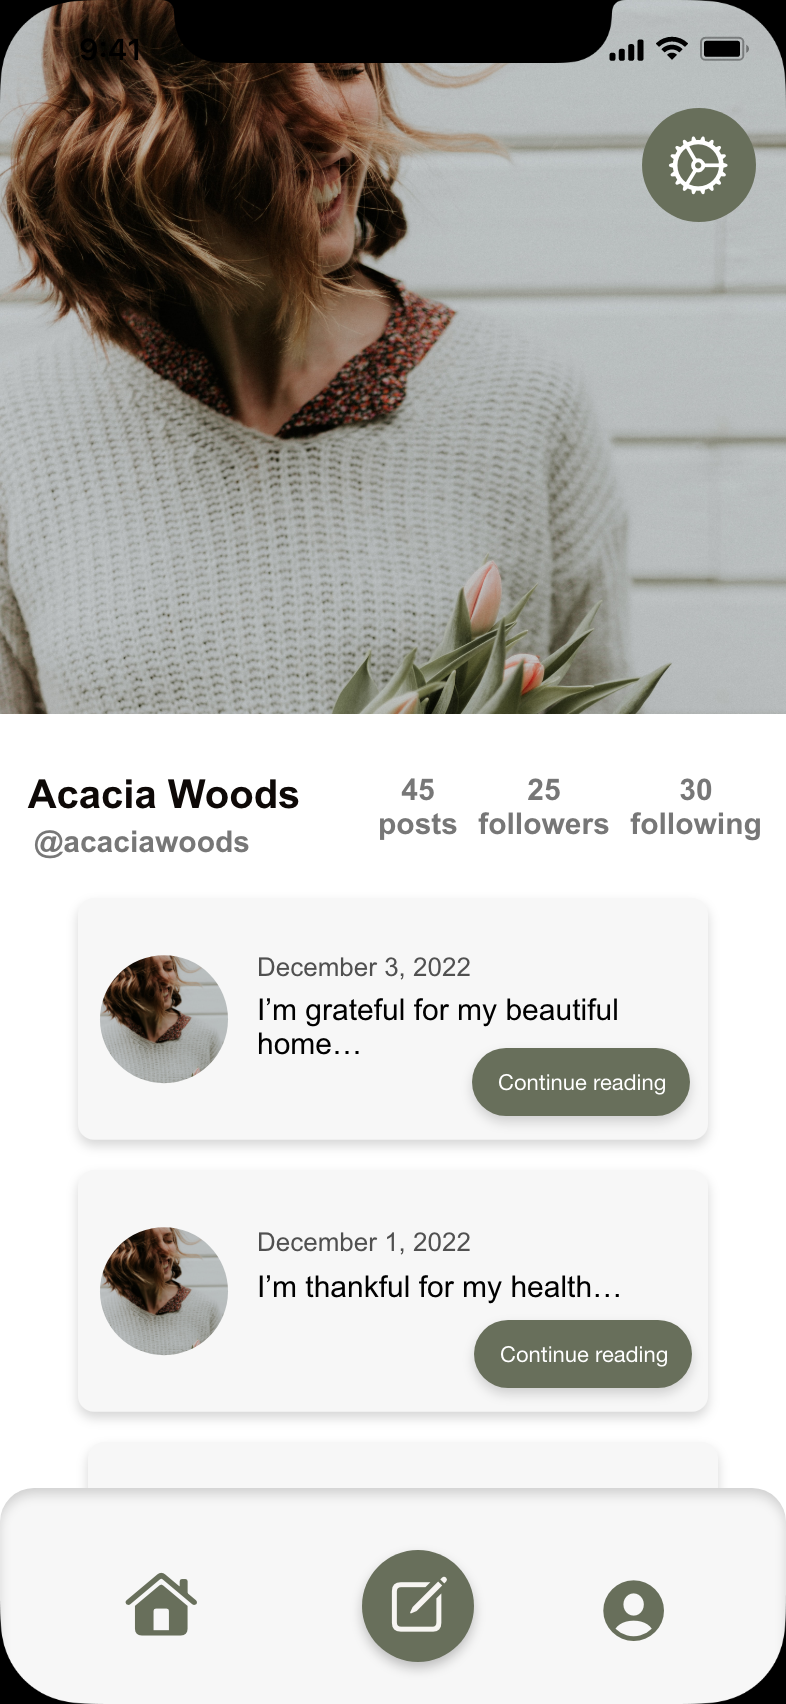 9:41
Acacia Woods
@acaciawoods
45 posts
25 followers
30 following
December 3, 2022
I’m grateful for my beautiful
home…
Continue reading
December 1, 2022
I’m thankful for my health…
Continue reading